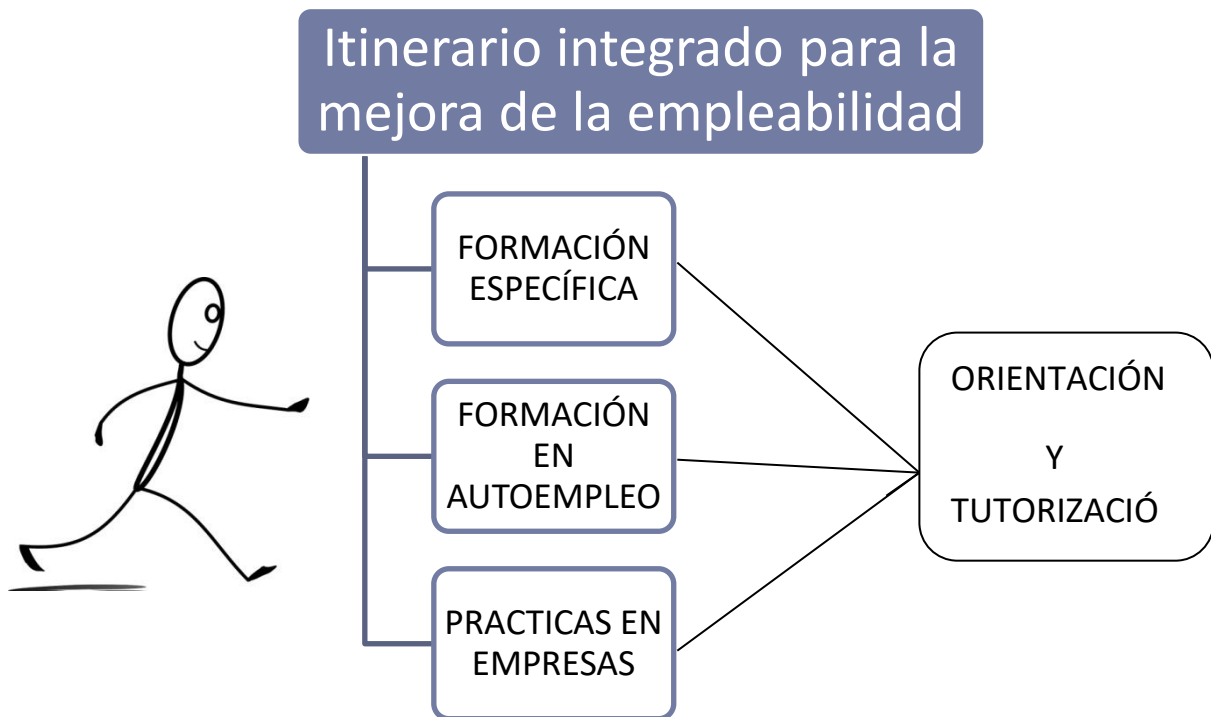 Itinerario integrado para la
mejora de la empleabilidad
FORMACIÓN
ESPECÍFICA
FORMACIÓN
EN
AUTOEMPLEO
PRACTICAS EN
EMPRESAS
ORIENTACIÓN
Y
TUTORIZACIÓ